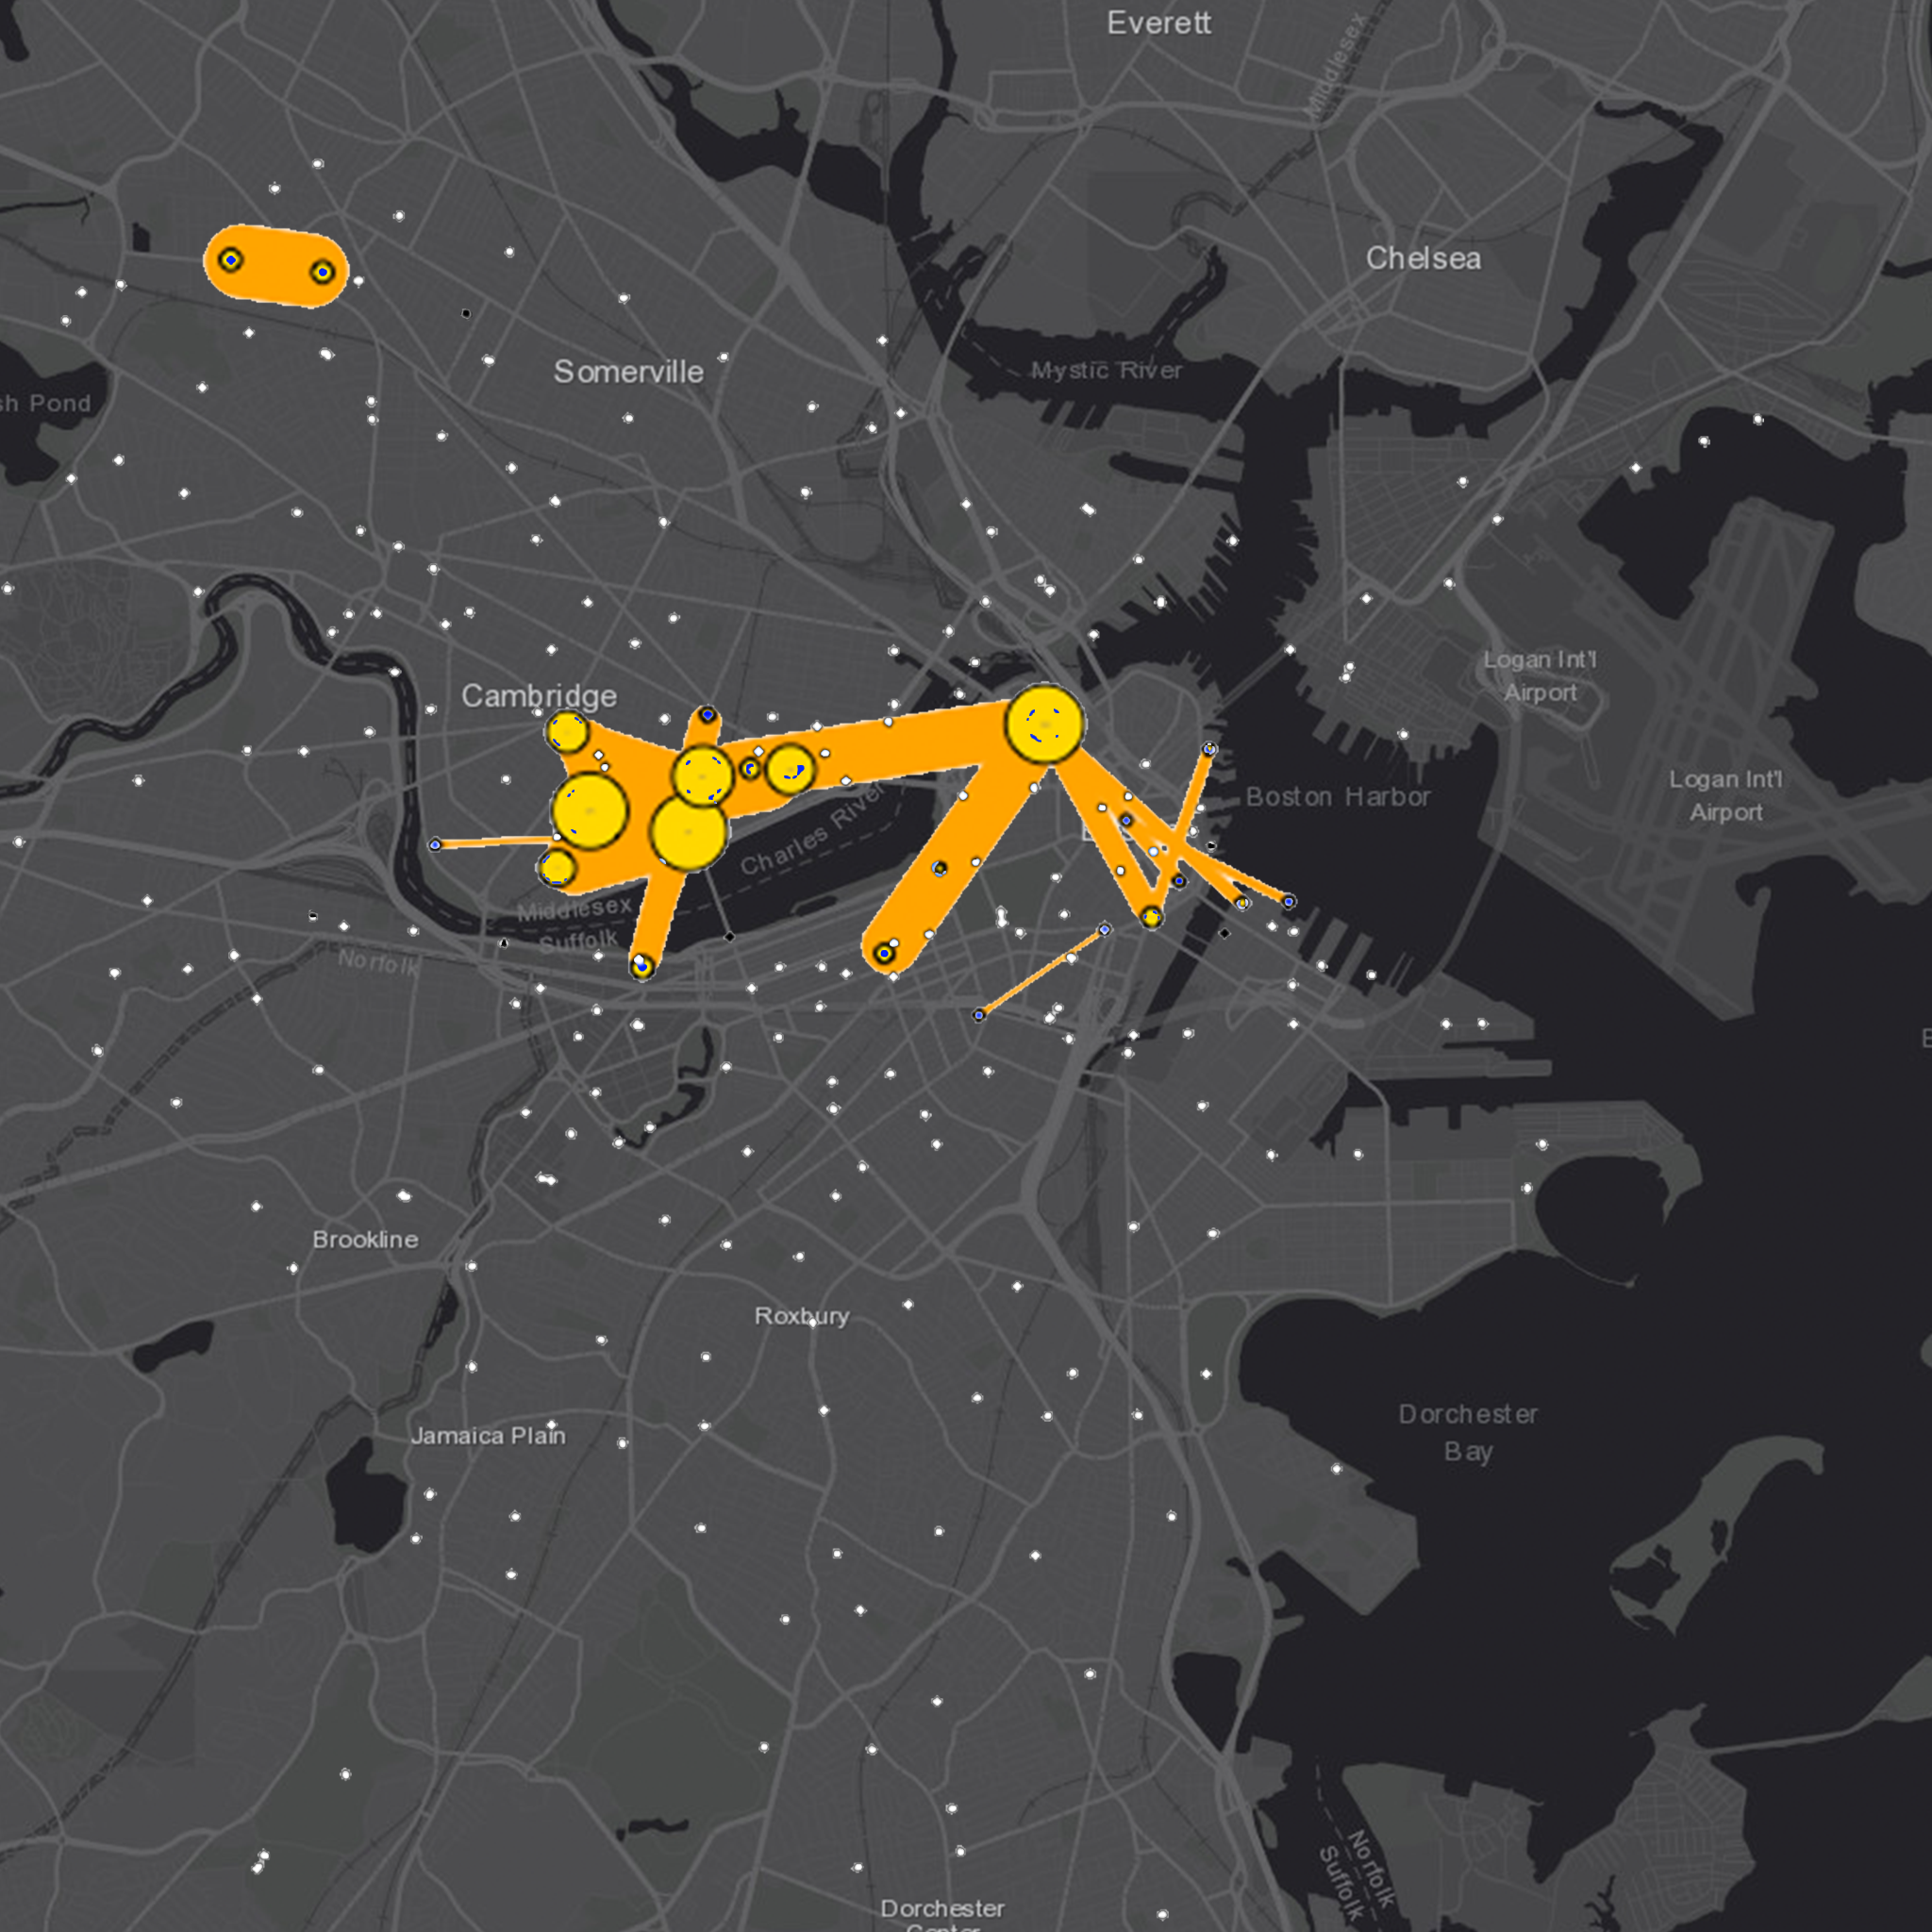 Everett
Middlesex
Chelsea
Somerville
Mystic River
sh Pond
Logan Int'l
Airport
Cambridge
Logan Int'l
Airport
Boston Harbor
Charles River
Middlesex
Suffolk
Norfolk
Brookline
Roxbury
Dorchester
Bay
Jamaica Plain
Norfolk
Suffolk
Dorchester